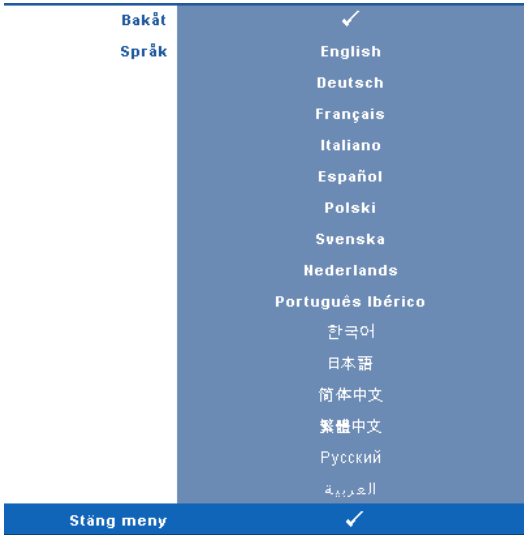 Bakåt ✓
Språk English
Deutsch
Français
Italiano
Español
Polski
Svenska
Nederlands
Português Ibérico
한국어
日本語
简体中文
繁體中文
Русский
العربية
Stäng meny ✓